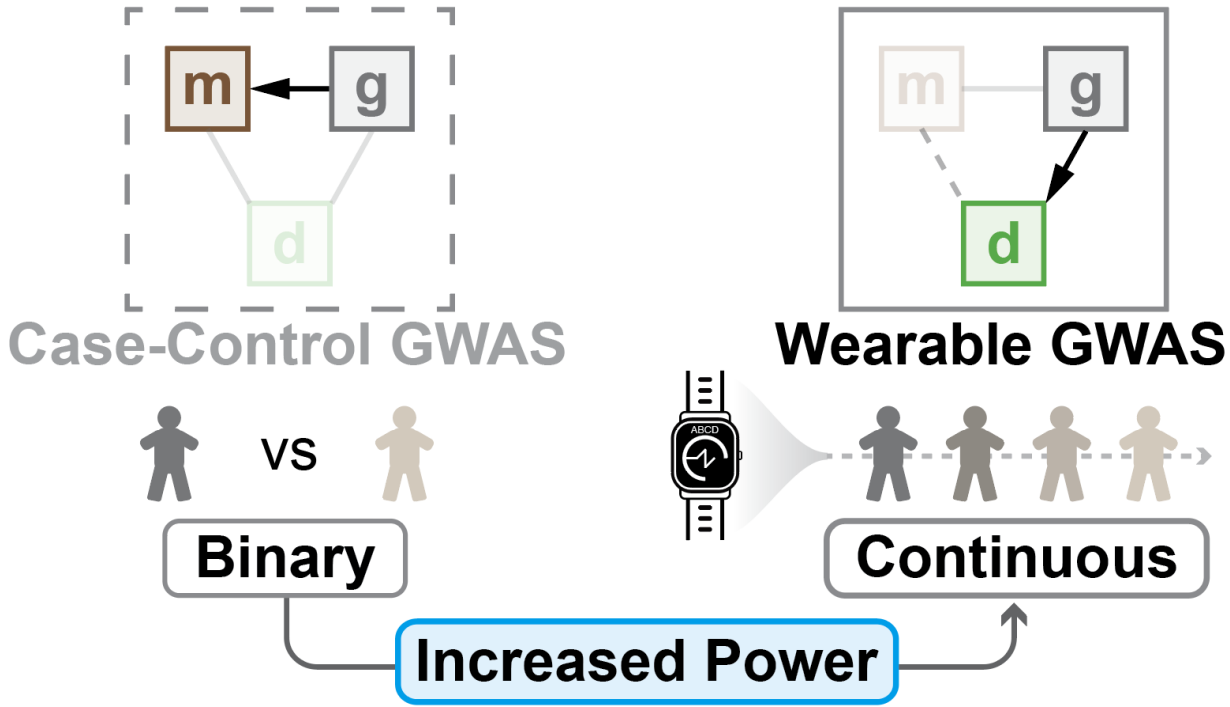 m g
d
Case-Control GWAS
vs
Binary
m g
d
Wearable GWAS
ABCD
Continuous
Increased Power